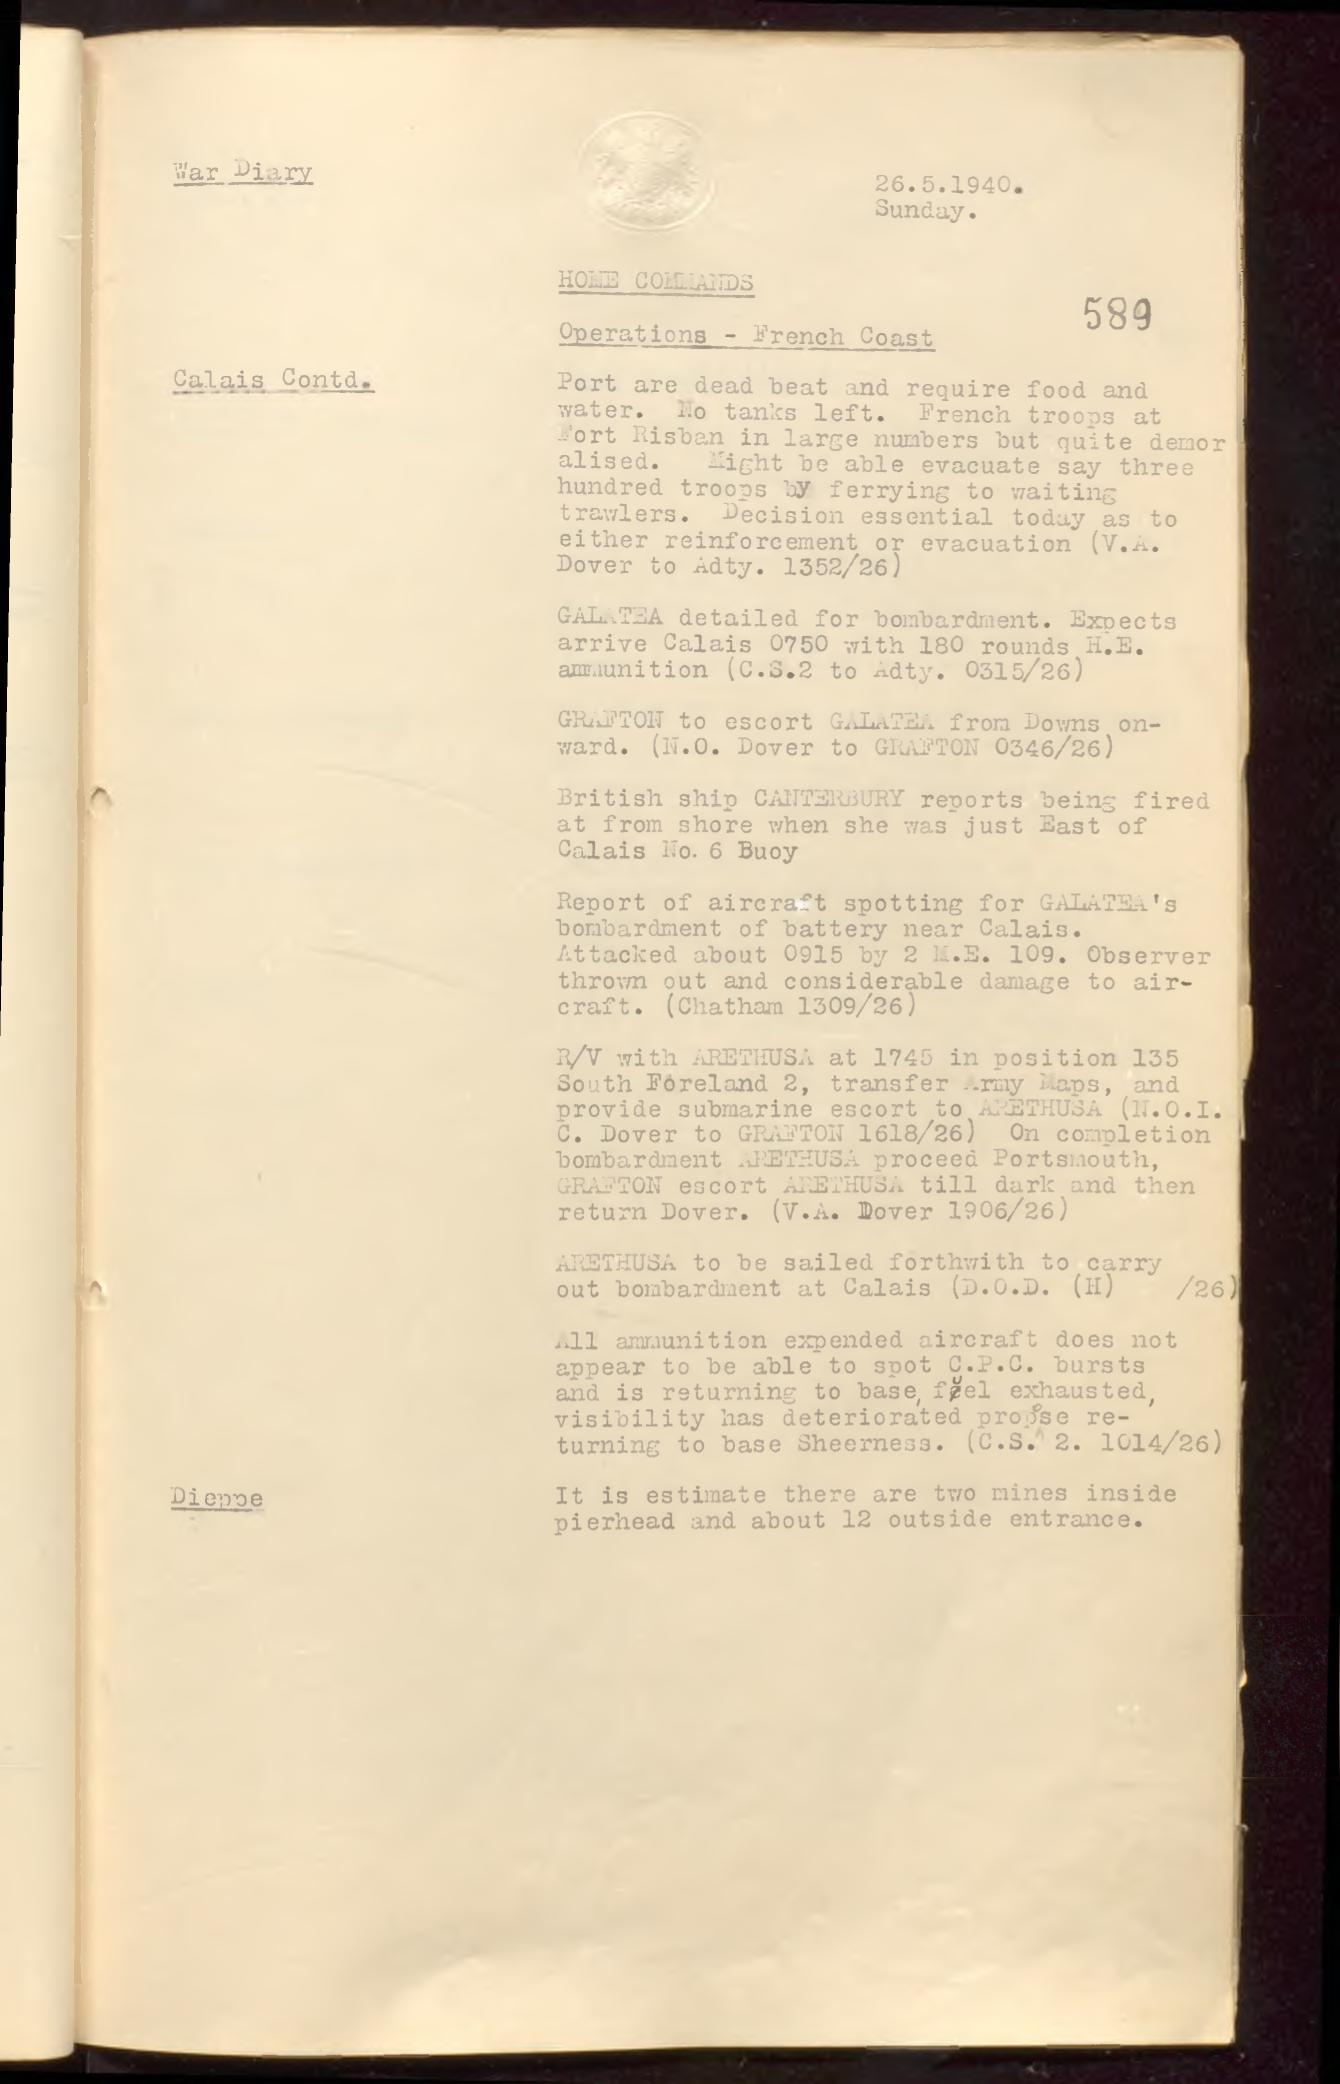 War Diary
26.5.1940.
Sunday.
HOME COMMANDS
589
Operations - French Coast
Calais Contd.
Port are dead beat and require food and
water. No tanks left. French troops at
Fort Risban in large numbers but quite demor
alised. Might be able evacuate say three
hundred troops by ferrying to waiting
trawlers. Decision essential today as to
either reinforcement or evacuation (V.A.
Dover to Adty. 1352/26)
GALATEA detailed for bombardment. Expects
arrive Calais 0750 with 180 rounds H.E.
ammunition (C.S.2 to Adty. 0315/26)
GRAFTON to escort GALATEA from Downs on-
ward. (N.O. Dover to GRAFTON 0346/26)
British ship CANTERBURY reports being fired
at from shore when she was just East of
Calais No. 6 Buoy
Report of aircraft spotting for GALATEA's
bombardment of battery near Calais.
Attacked about 0915 by 2 M.E. 109. Observer
thrown out and considerable damage to air-
craft. (Chatham 1309/26)
R/V with ARETHUSA at 1745 in position 135
South Foreland 2, transfer Army Maps, and
provide submarine escort to ARETHUSA (N.O.I.
C. Dover to GRAFTON 1618/26) On completion
bombardment ARETHUSA proceed Portsmouth,
GRAFTON escort ARETHUSA till dark and then
return Dover. (V.A. Dover 1906/26)
ARETHUSA to be sailed forthwith to carry
out bombardment at Calais (D.O.D. (H) /26)
All ammunition expended aircraft does not
appear to be able to spot C.P.C. bursts
and is returning to base, fuel exhausted,
visibility has deteriorated propose re-
turning to base Sheerness. (C.S. 2. 1014/26)
Dieppe
It is estimate there are two mines inside
pierhead and about 12 outside entrance.